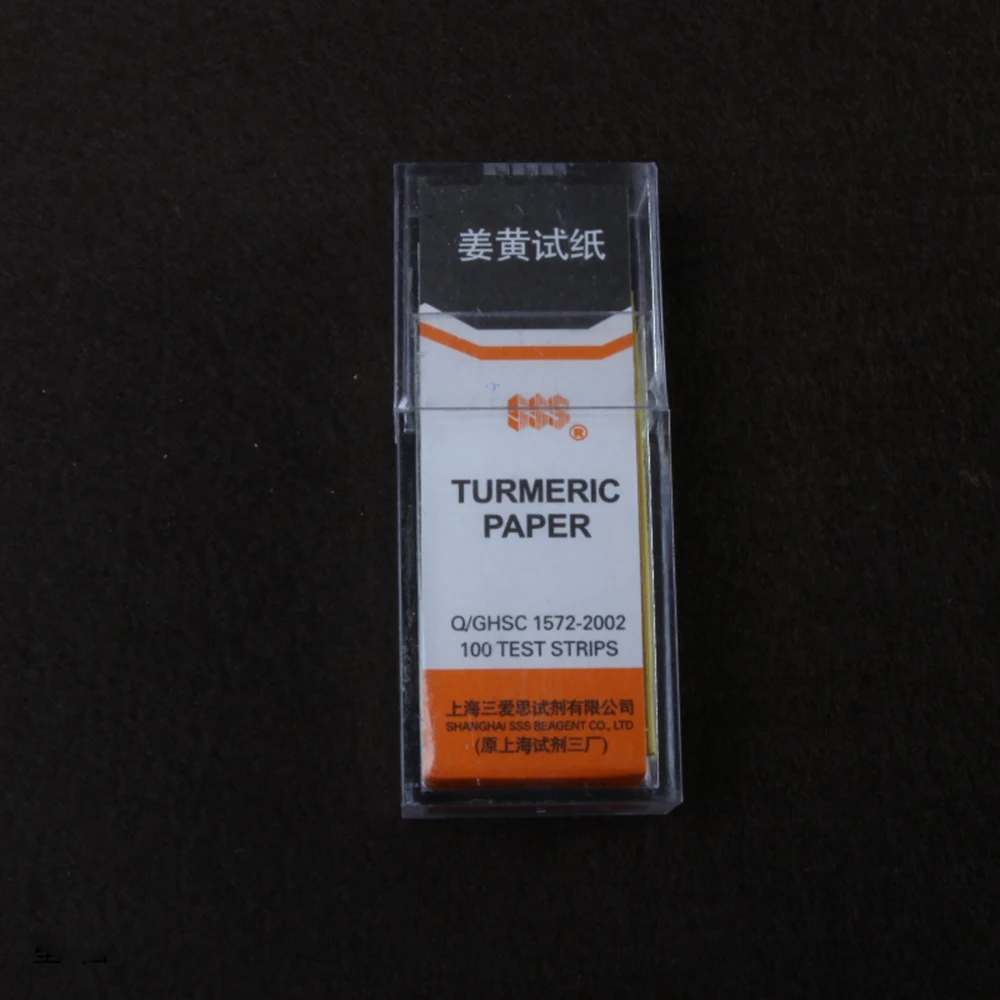 姜黄试纸
SSS®
TURMERIC
PAPER
Q/GHSC 1572-2002
100 TEST STRIPS
上海三爱思试剂有限公司
SHANGHAI SSS REAGENT CO., LTD
(原上海试剂三厂)